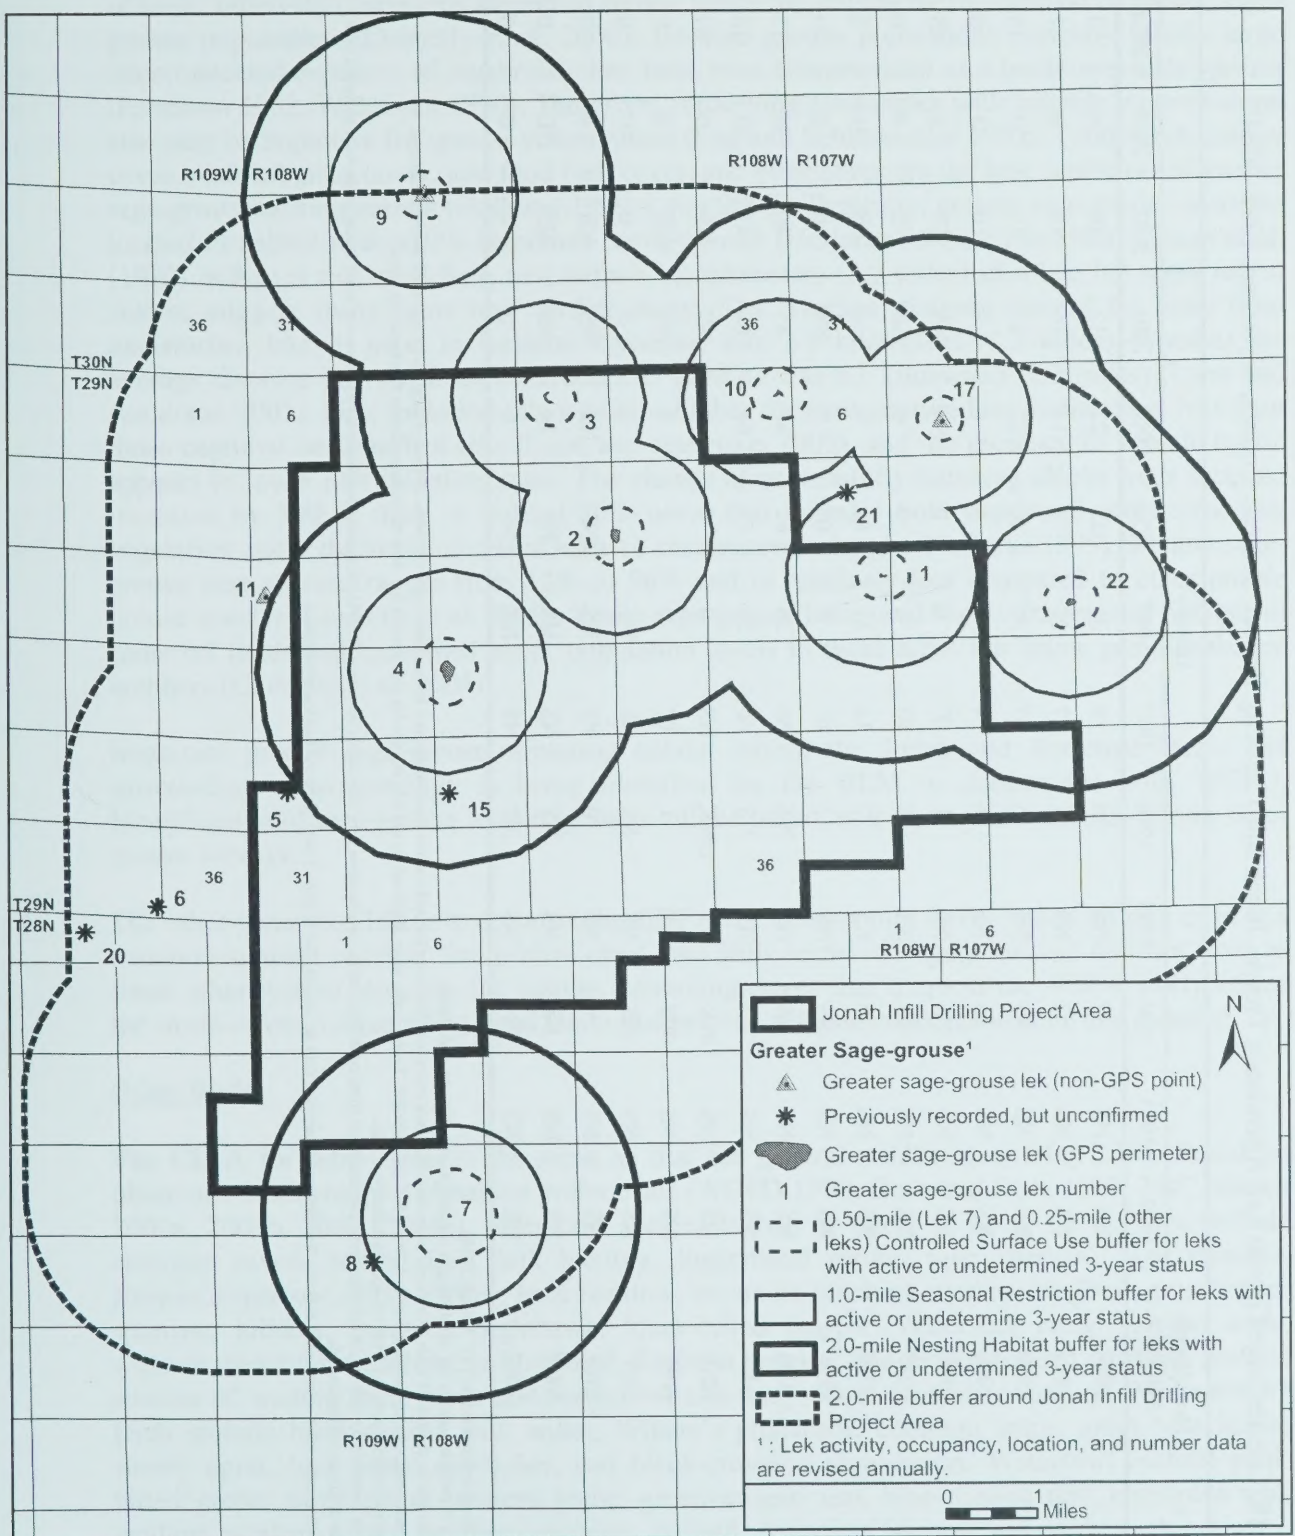 R109W R108W
R108W R107W
9
36
31
36
31
T30N
T29N
1
6
3
10
1
6
17
21
2
1
22
11
4
5
15
36
31
36
6
T29N
T28N
20
1
6
1
6
R108W R107W
7
8
R109W R108W
N
Jonah Infill Drilling Project Area
Greater Sage-grouse¹
Greater sage-grouse lek (non-GPS point)
Previously recorded, but unconfirmed
Greater sage-grouse lek (GPS perimeter)
1 Greater sage-grouse lek number
0.50-mile (Lek 7) and 0.25-mile (other
leks) Controlled Surface Use buffer for leks
with active or undetermined 3-year status
1.0-mile Seasonal Restriction buffer for leks with
active or undetermine 3-year status
2.0-mile Nesting Habitat buffer for leks with
active or undetermined 3-year status
2.0-mile buffer around Jonah Infill Drilling
Project Area
¹ : Lek activity, occupancy, location, and number data
are revised annually.
0 1
Miles